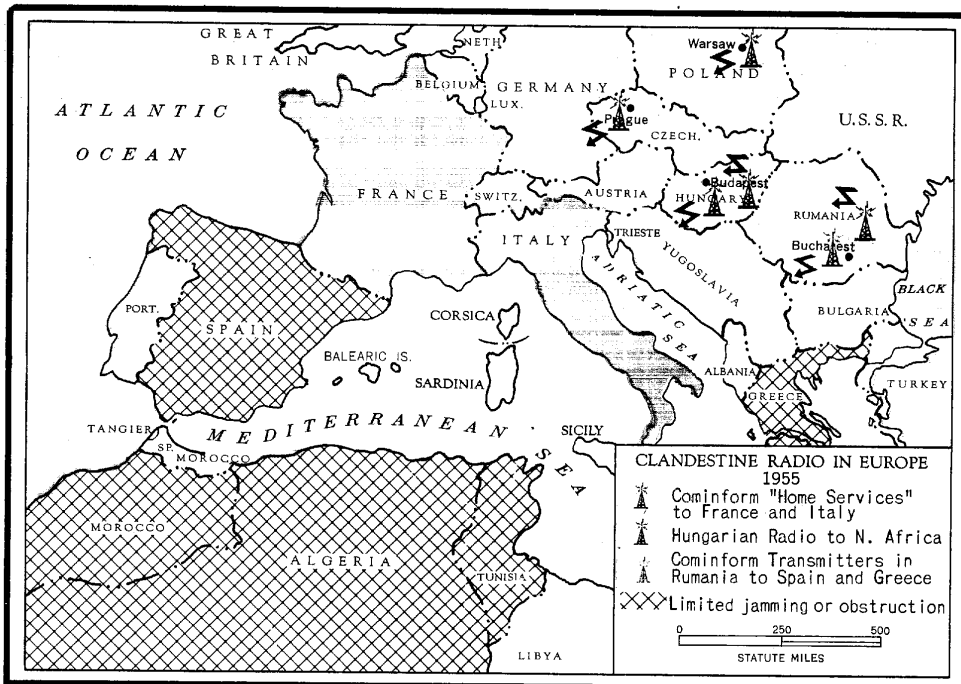 GREAT
BRITAIN
NETH.
BELGIUM
LUX.
GERMANY
Warsaw
POLAND
ATLANTIC
OCEAN
Prague
CZECH.
U.S.S.R.
FRANCE
SWITZ.
AUSTRIA
Budapest
HUNGARY
RUMANIA
ITALY
TRIESTE
YUGOSLAVIA
Bucharest
ADRIATIC SEA
BLACK
SEA
BULGARIA
PORT.
SPAIN
CORSICA
BALEARIC IS.
SARDINIA
ALBANIA
GREECE
TURKEY
TANGIER
MEDITERRANEAN SEA
SP. MOROCCO
SICILY
MOROCCO
ALGERIA
TUNISIA
LIBYA
CLANDESTINE RADIO IN EUROPE
1955
Cominform "Home Services"
to France and Italy
Hungarian Radio to N. Africa
Cominform Transmitters in
Rumania to Spain and Greece
Limited jamming or obstruction
0 250 500
STATUTE MILES